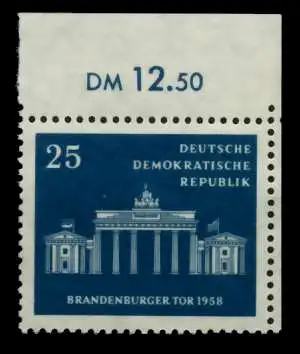 DM 12.50
25
DEUTSCHE
DEMOKRATISCHE
REPUBLIK
BRANDENBURGER TOR 1958